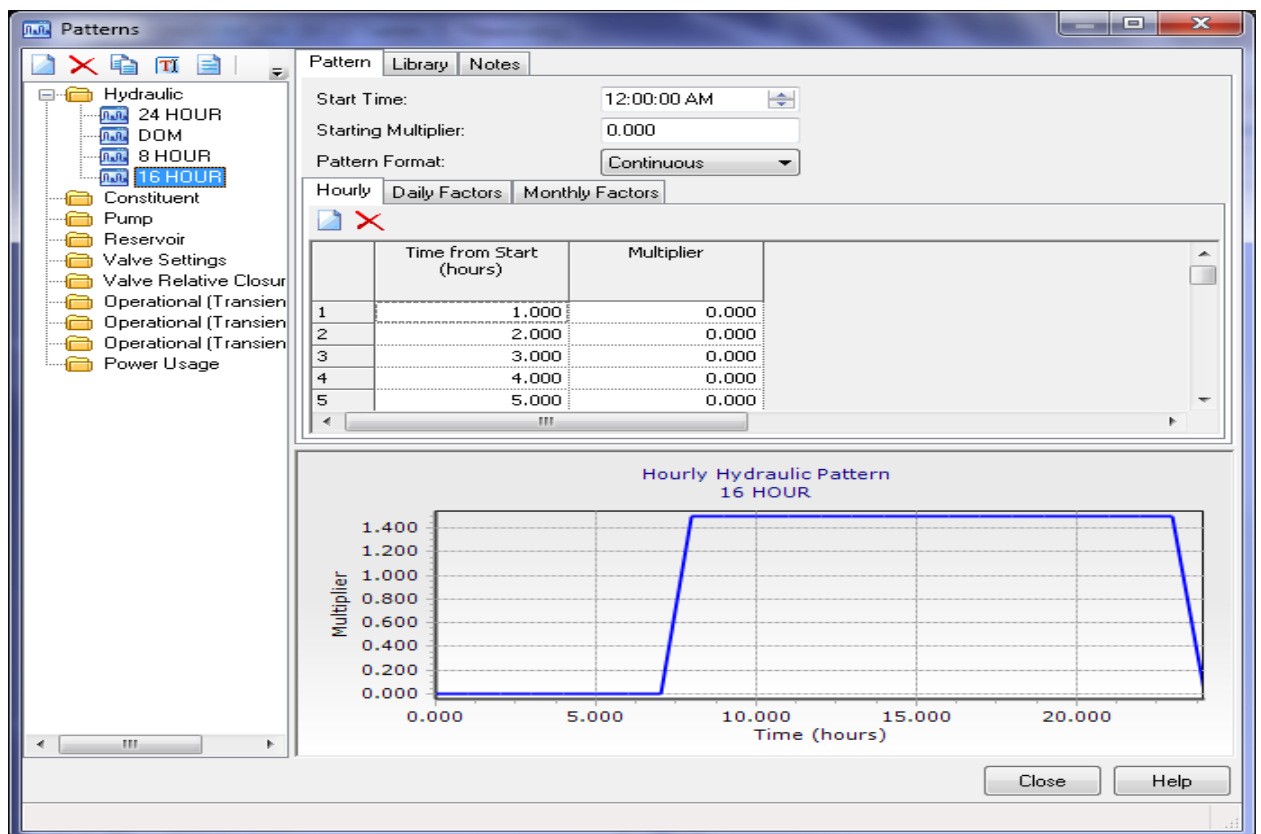 Patterns
Hydraulic
24 HOUR
DOM
8 HOUR
16 HOUR
Constituent
Pump
Reservoir
Valve Settings
Valve Relative Closur
Operational (Transien
Operational (Transien
Operational (Transien
Power Usage
Pattern Library Notes
Start Time: 12:00:00 AM
Starting Multiplier: 0.000
Pattern Format: Continuous
Hourly Daily Factors Monthly Factors
Time from Start (hours) Multiplier
1 1.000 0.000
2 2.000 0.000
3 3.000 0.000
4 4.000 0.000
5 5.000 0.000
Hourly Hydraulic Pattern
16 HOUR
1.400
1.200
1.000
0.800
0.600
0.400
0.200
0.000
Multiplier
0.000 5.000 10.000 15.000 20.000
Time (hours)
Close Help